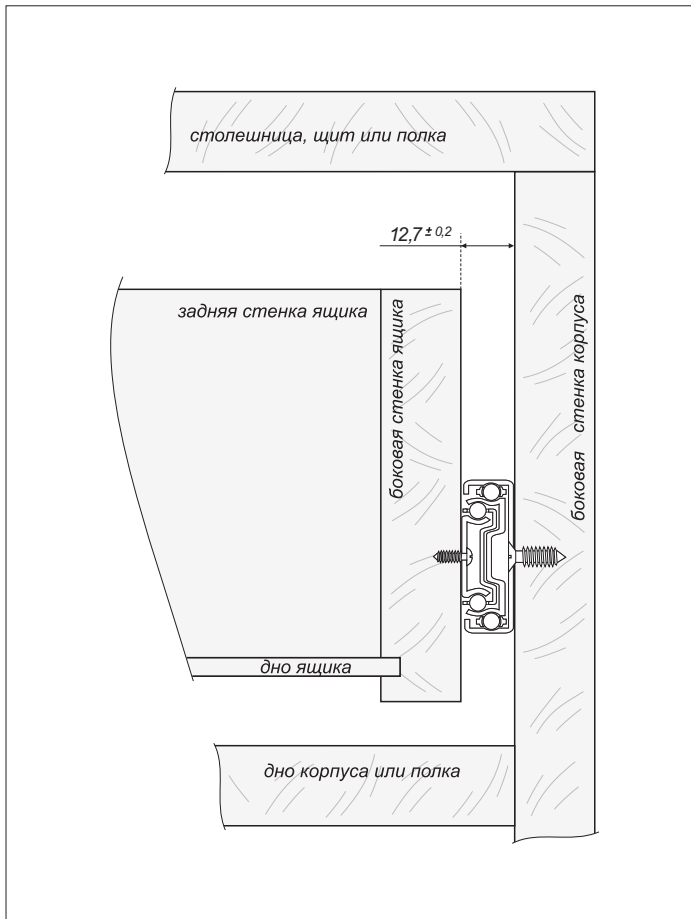 столешница, щит или полка
12,7 ± 0,2
задняя стенка ящика
боковая стенка ящика
боковая стенка корпуса
дно ящика
дно корпуса или полка